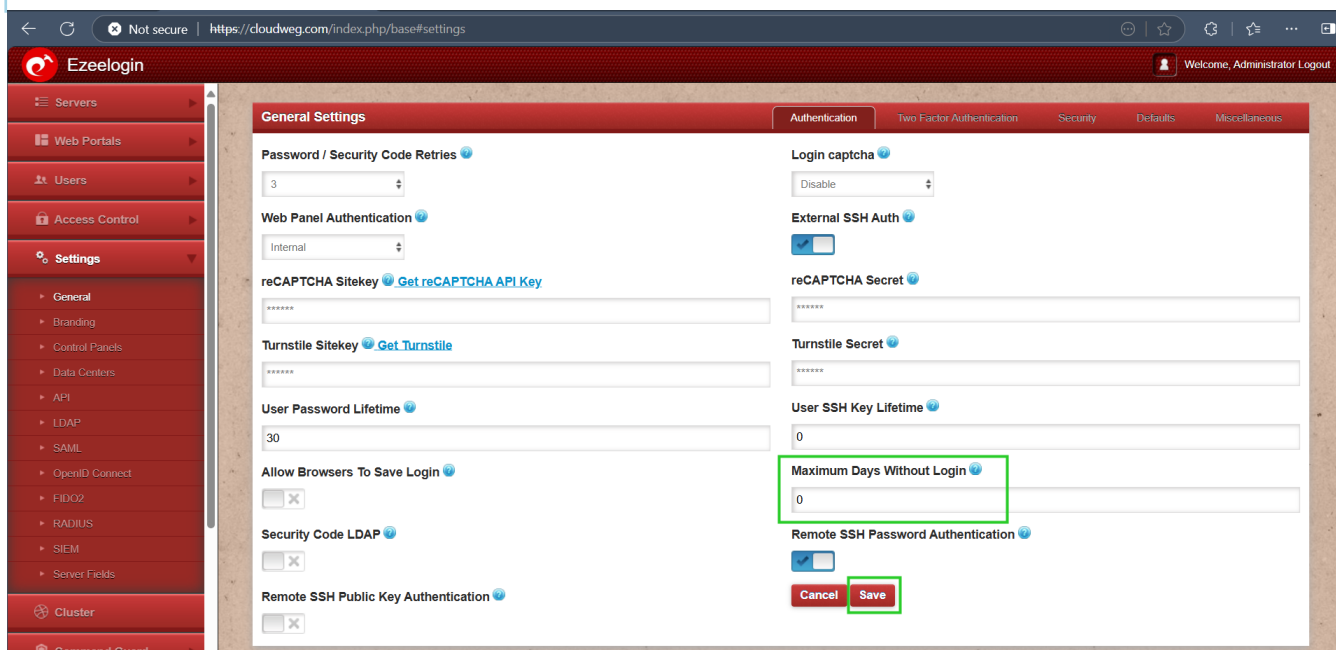 Not secure
https://cloudweg.com/index.php/base#settings
Ezeelogin
Welcome, Administrator Logout
Servers
Web Portals
Users
Access Control
Settings
General
Branding
Control Panels
Data Centers
API
LDAP
SAML
OpenID Connect
FIDO2
RADIUS
SIEM
Server Fields
Cluster
Command Guard
General Settings
Authentication
Two Factor Authentication
Security
Defaults
Miscellaneous
Password / Security Code Retries
3
Login captcha
Disable
Web Panel Authentication
Internal
External SSH Auth
reCAPTCHA Sitekey Get reCAPTCHA API Key
******
reCAPTCHA Secret
******
Turnstile Sitekey Get Turnstile
******
Turnstile Secret
******
User Password Lifetime
30
User SSH Key Lifetime
0
Allow Browsers To Save Login
Maximum Days Without Login
0
Security Code LDAP
Remote SSH Password Authentication
Remote SSH Public Key Authentication
Cancel
Save